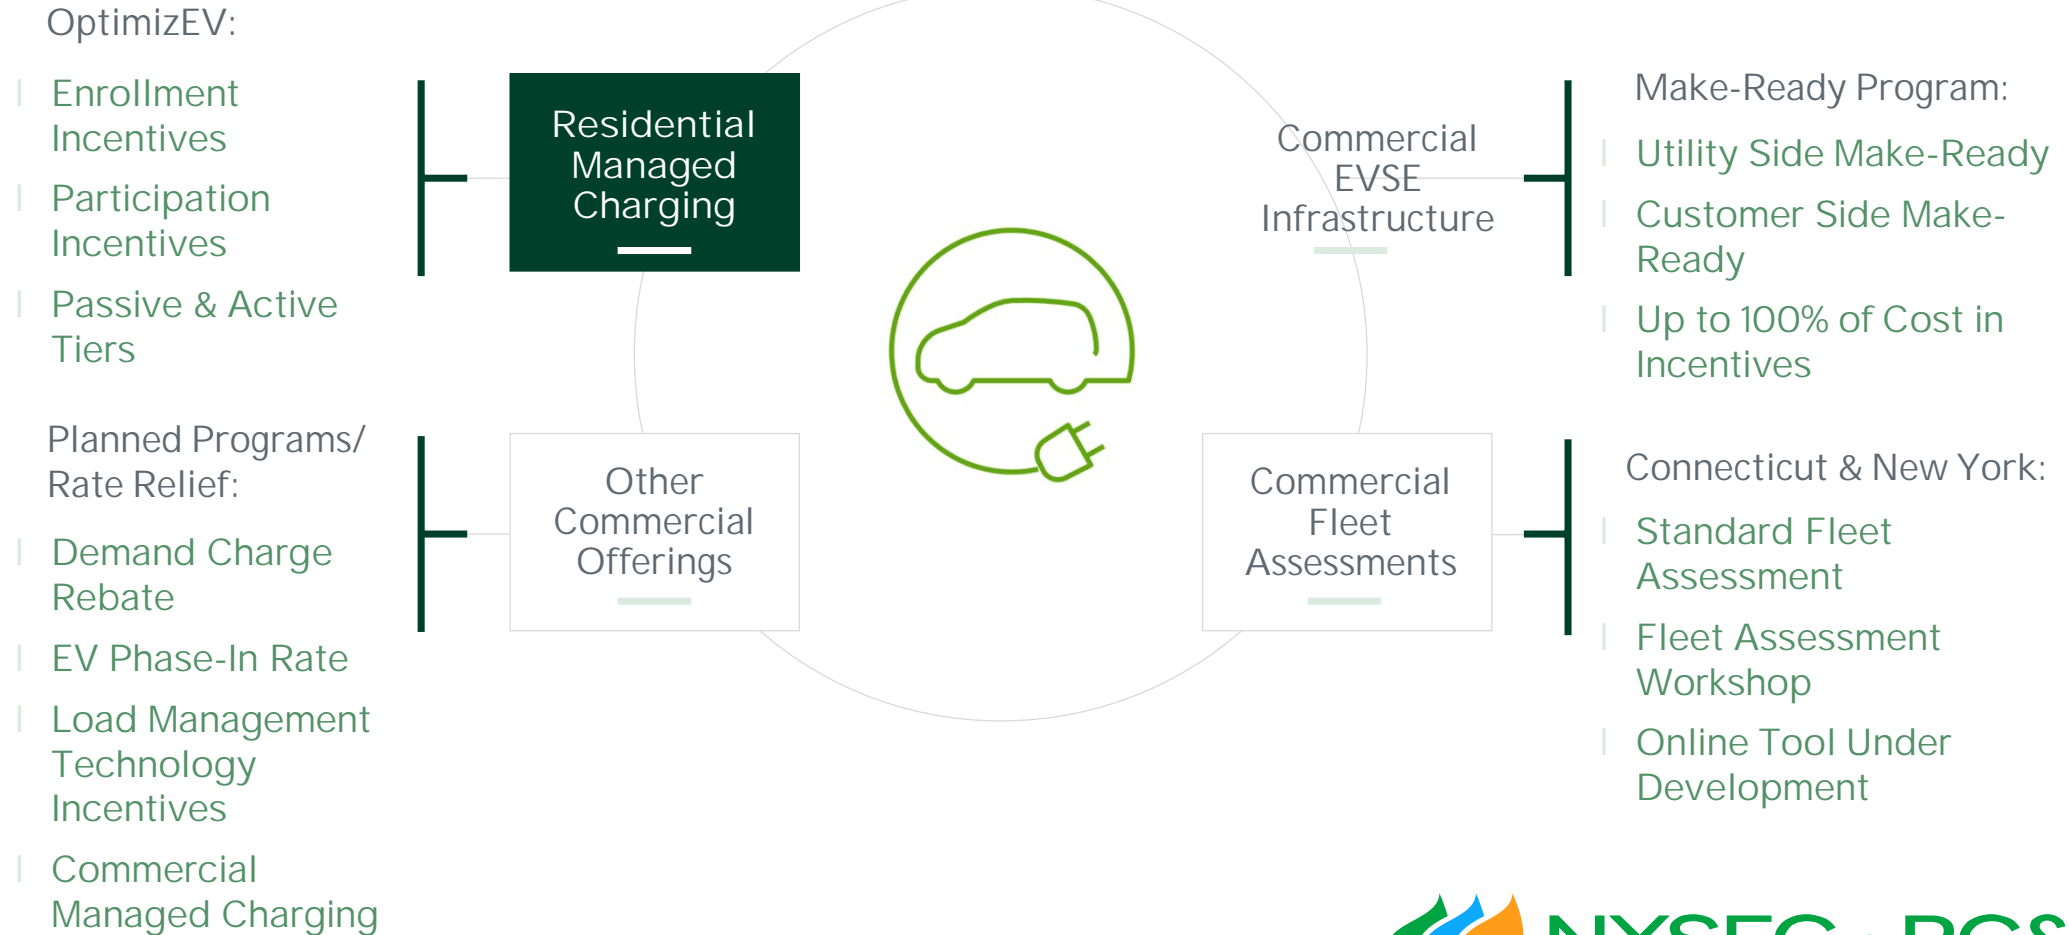 OptimizEV:
Enrollment
Incentives
Participation
Incentives
Passive & Active
Tiers
Residential
Managed
Charging
Commercial
EVSE
Infrastructure
Make-Ready Program:
Utility Side Make-Ready
Customer Side Make-
Ready
Up to 100% of Cost in
Incentives
Planned Programs/
Rate Relief:
Demand Charge
Rebate
EV Phase-In Rate
Load Management
Technology
Incentives
Commercial
Managed Charging
Other
Commercial
Offerings
Commercial
Fleet
Assessments
Connecticut & New York:
Standard Fleet
Assessment
Fleet Assessment
Workshop
Online Tool Under
Development